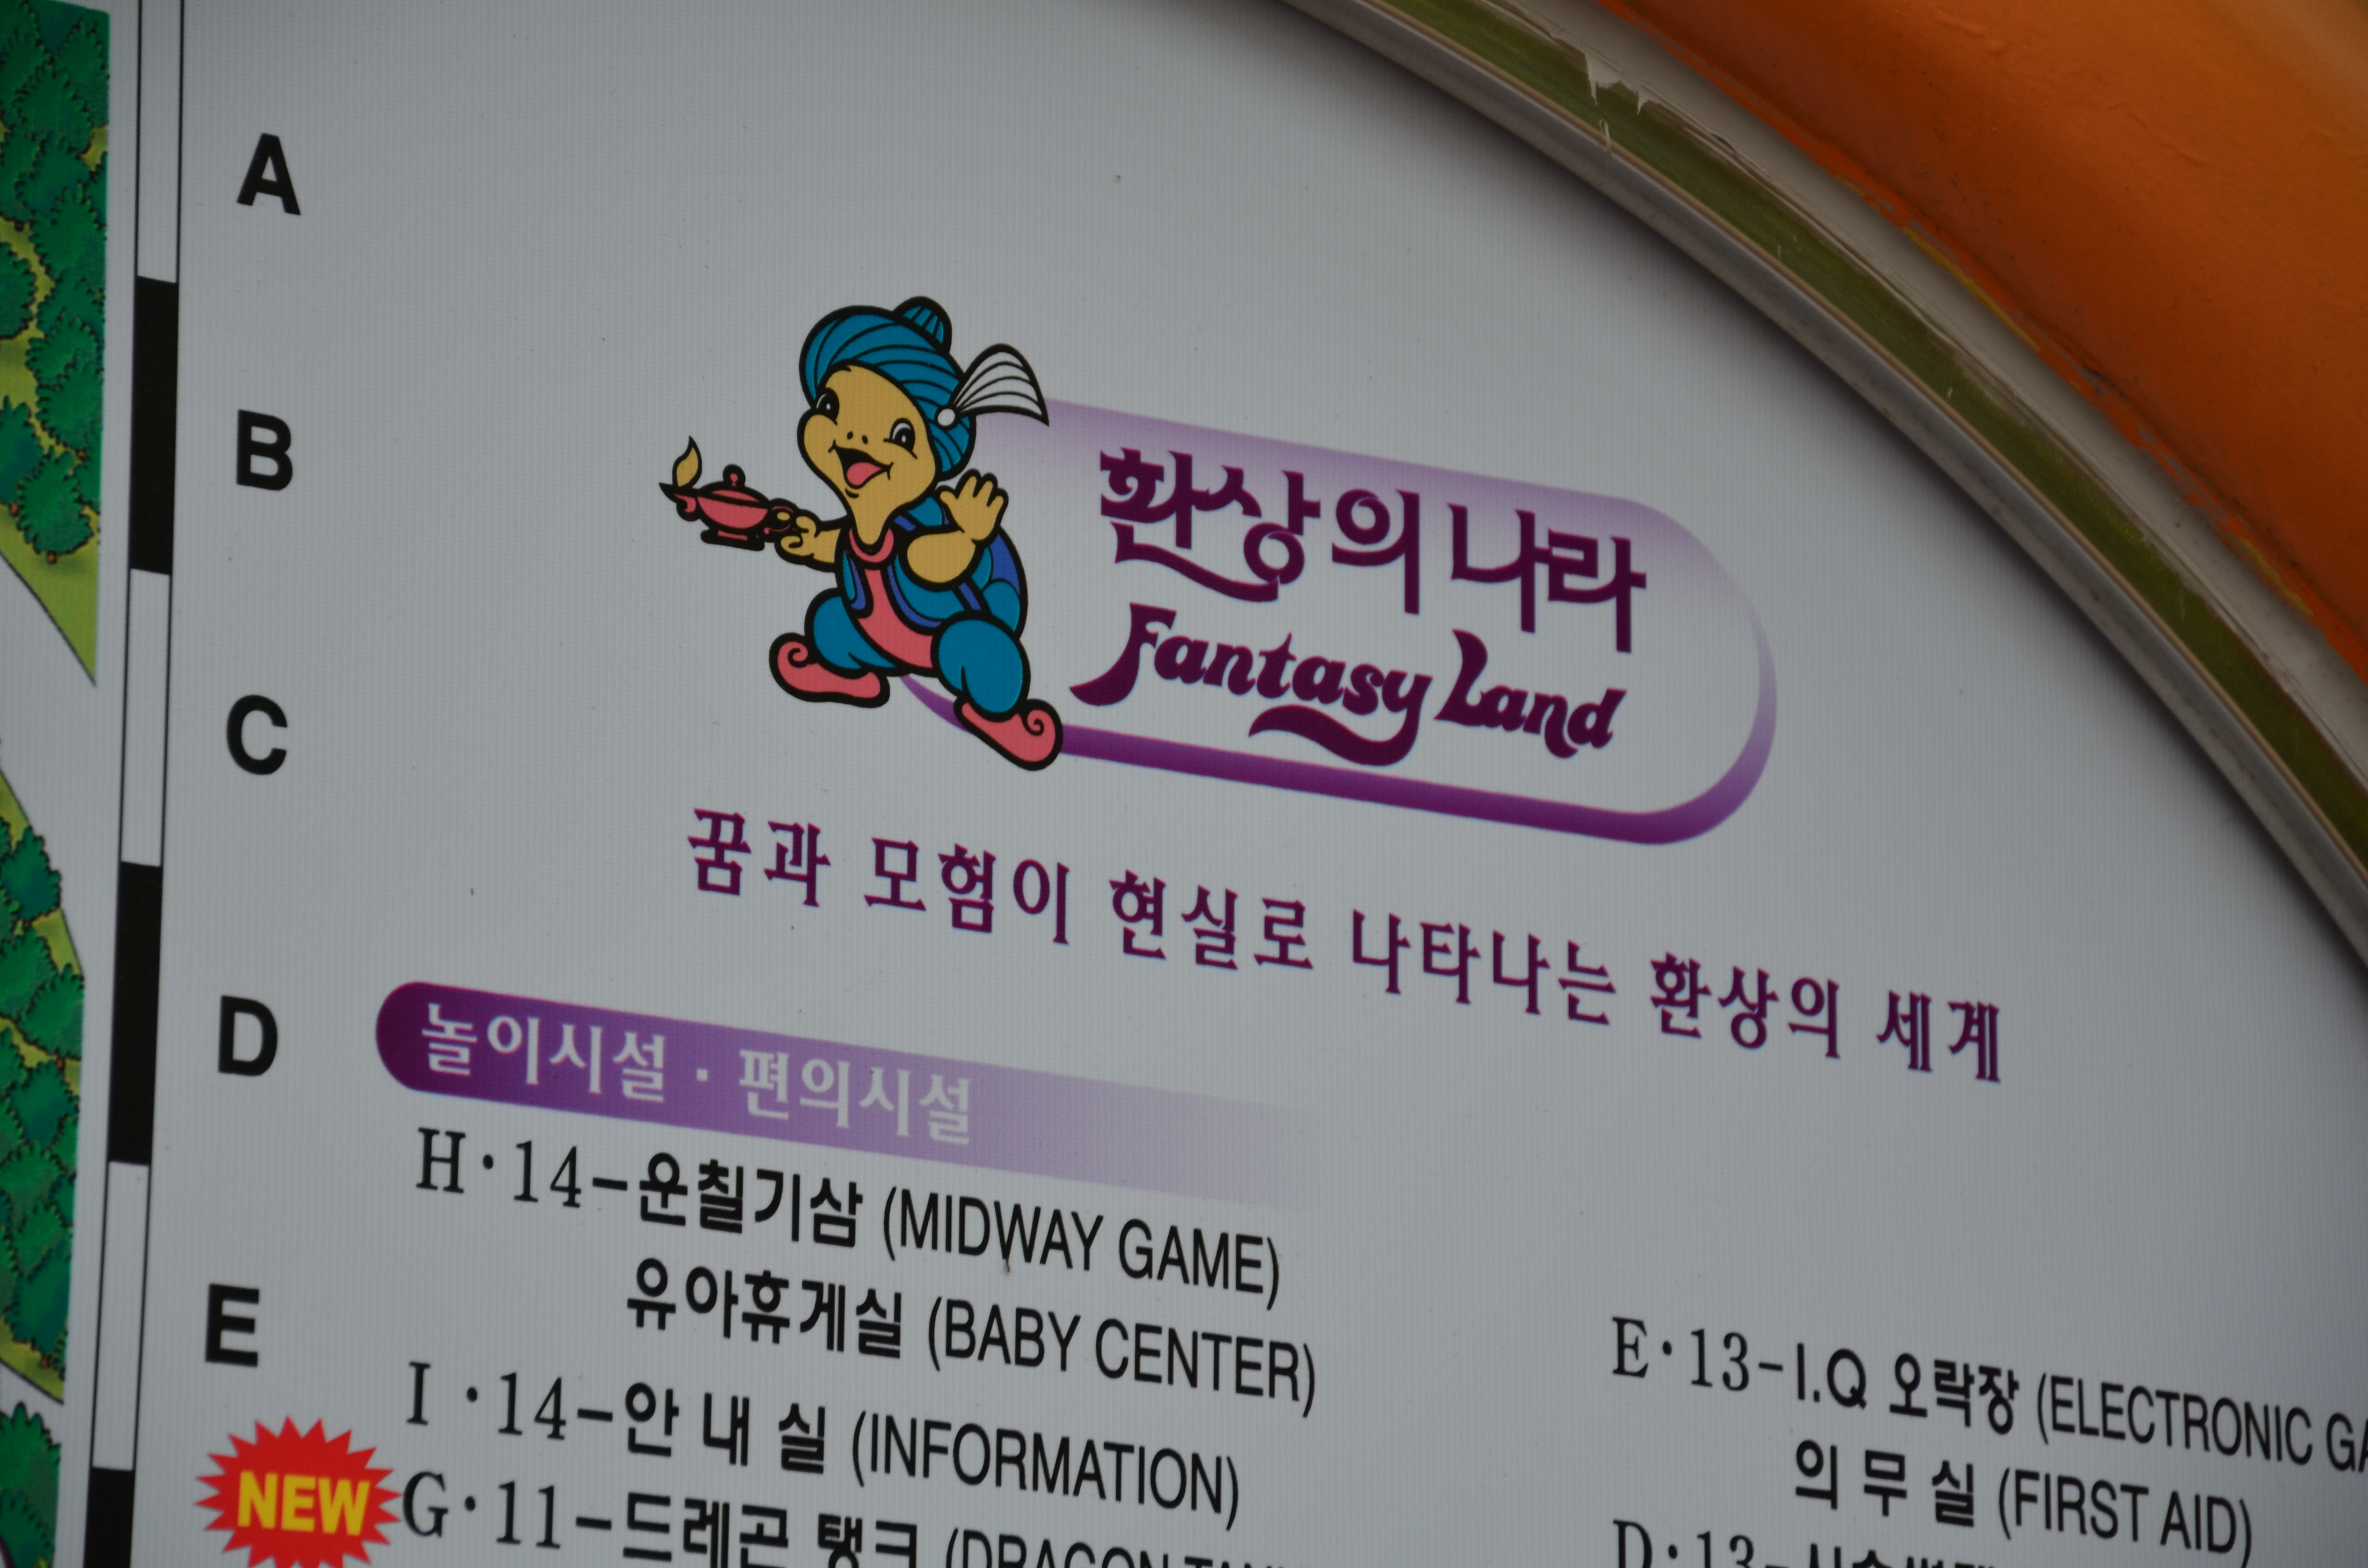 A
B
C
D
E
환상의 나라
Fantasy Land
꿈과 모험이 현실로 나타나는 환상의 세계
놀이시설 · 편의시설
H·14-운칠기삼 (MIDWAY GAME)
유아휴게실 (BABY CENTER)
I·14-안 내 실 (INFORMATION)
NEW G·11-드레곤 탱크 (DRAGON
E·13-I.Q 오락장 (ELECTRONIC
의 무 실 (FIRST AID)
D·13-